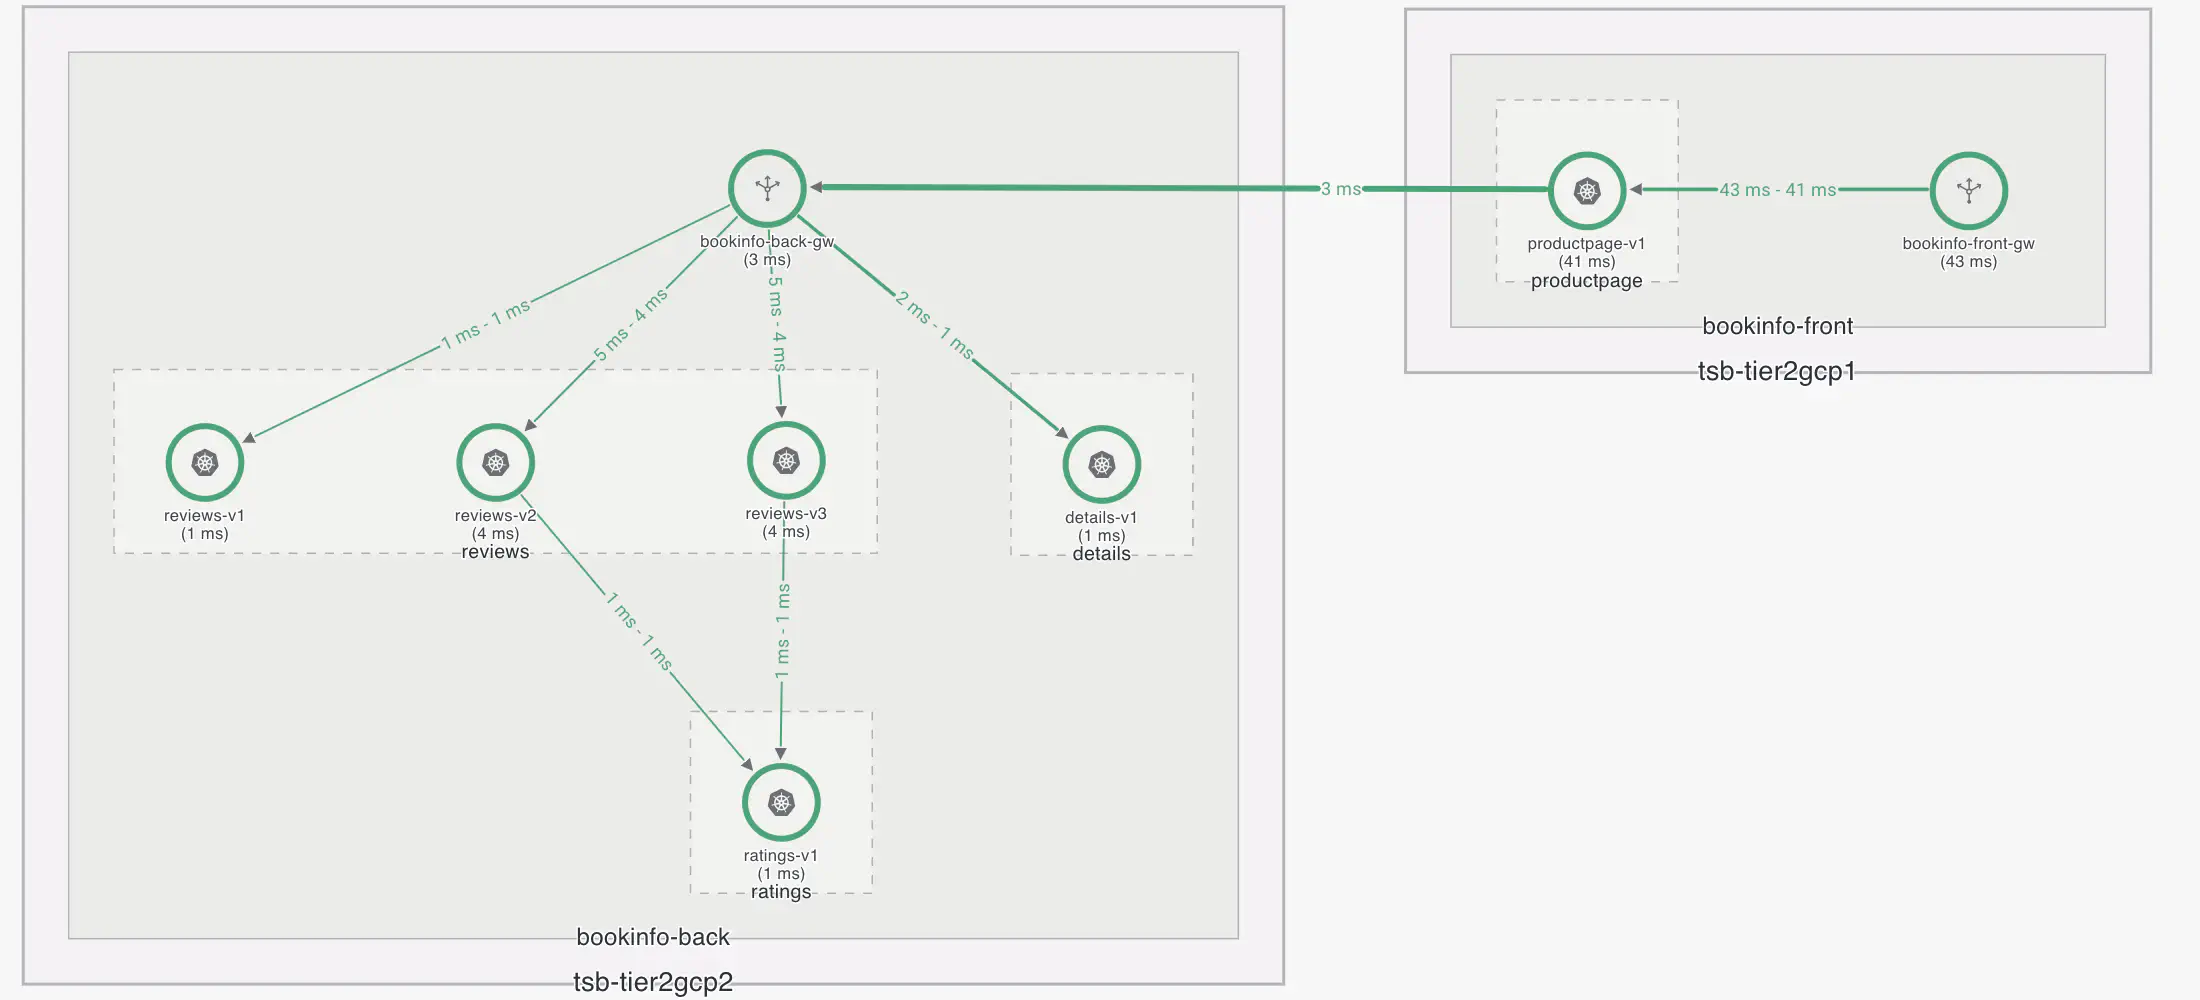 bookinfo-back-gw
(3 ms)
3 ms
productpage-v1
(41 ms)
productpage
43 ms - 41 ms
bookinfo-front-gw
(43 ms)
bookinfo-front
tsb-tier2gcp1
1 ms - 1 ms
5 ms - 4 ms
5 ms - 4 ms
2 ms - 1 ms
reviews-v1
(1 ms)
reviews-v2
(4 ms)
reviews
reviews-v3
(4 ms)
details-v1
(1 ms)
details
1 ms - 1 ms
1 ms - 1 ms
ratings-v1
(1 ms)
ratings
bookinfo-back
tsb-tier2gcp2